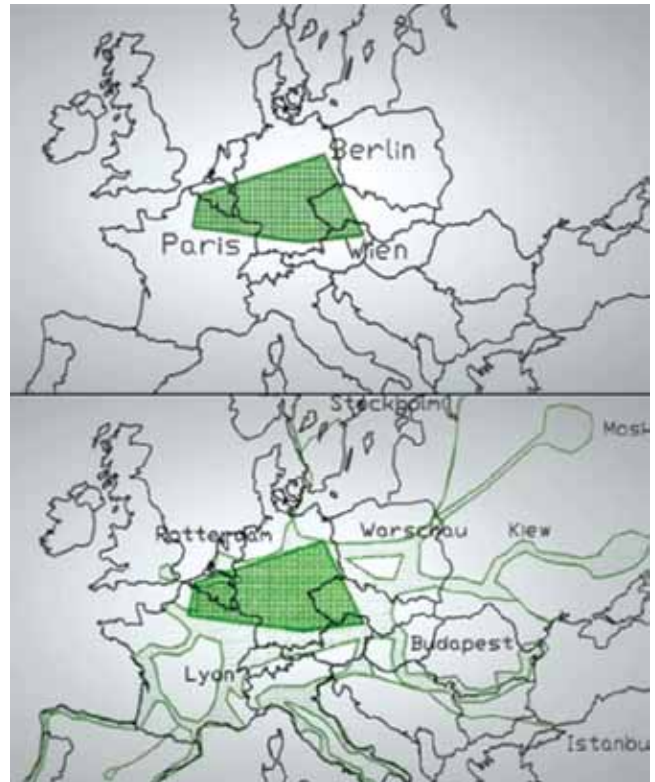 Berlin
Paris
Wien
Stockholm
Mosk
Rotterdam
Warschau
Kiew
Budapest
Lyon
Istanbu